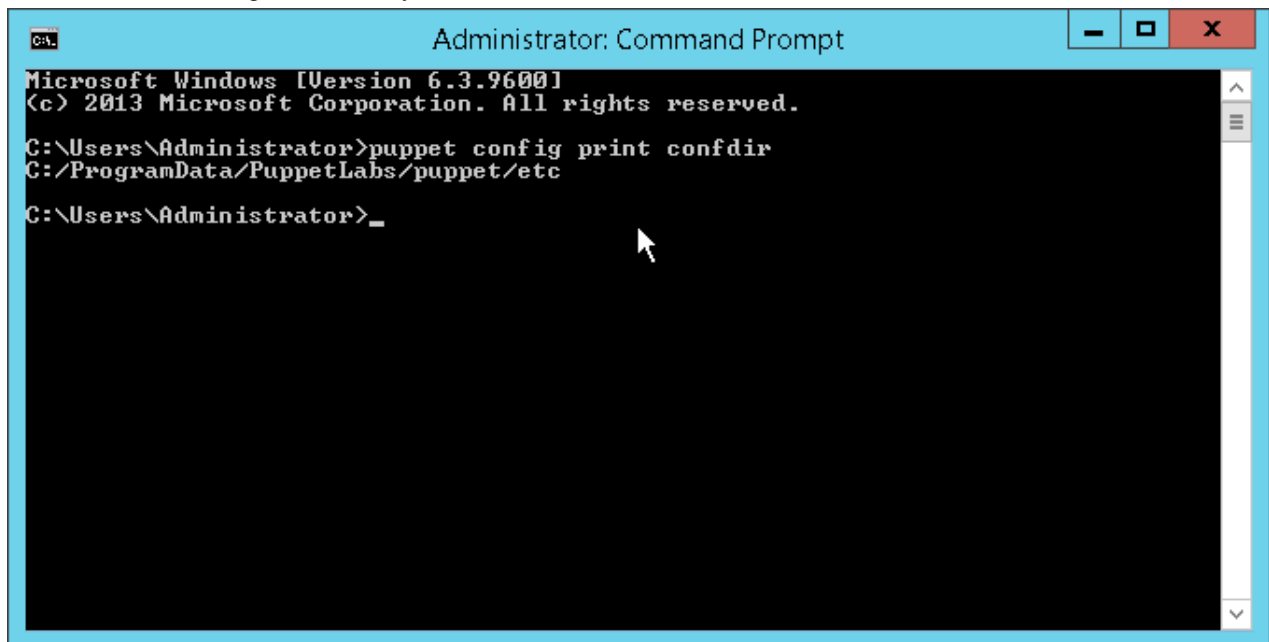 C:\.
Administrator: Command Prompt
Microsoft Windows [Version 6.3.9600]
(c) 2013 Microsoft Corporation. All rights reserved.
C:\Users\Administrator>puppet config print confdir
C:/ProgramData/PuppetLabs/puppet/etc
C:\Users\Administrator>_